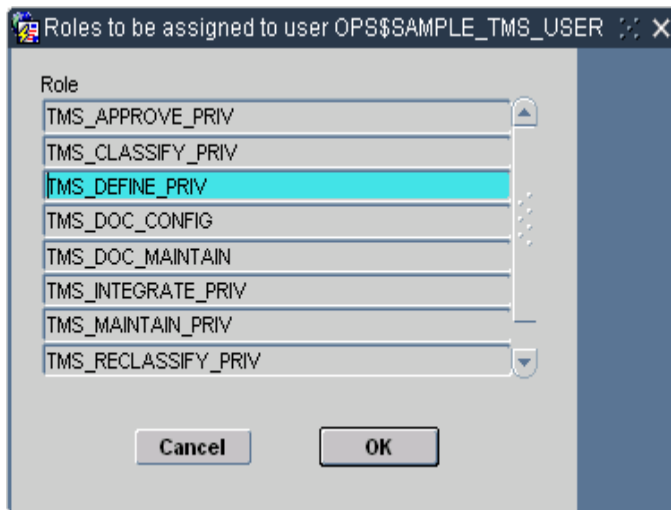 Roles to be assigned to user OPS$SAMPLE_TMS_USER
Role
TMS_APPROVE_PRIV
TMS_CLASSIFY_PRIV
TMS_DEFINE_PRIV
TMS_DOC_CONFIG
TMS_DOC_MAINTAIN
TMS_INTEGRATE_PRIV
TMS_MAINTAIN_PRIV
TMS_RECLASSIFY_PRIV
Cancel OK